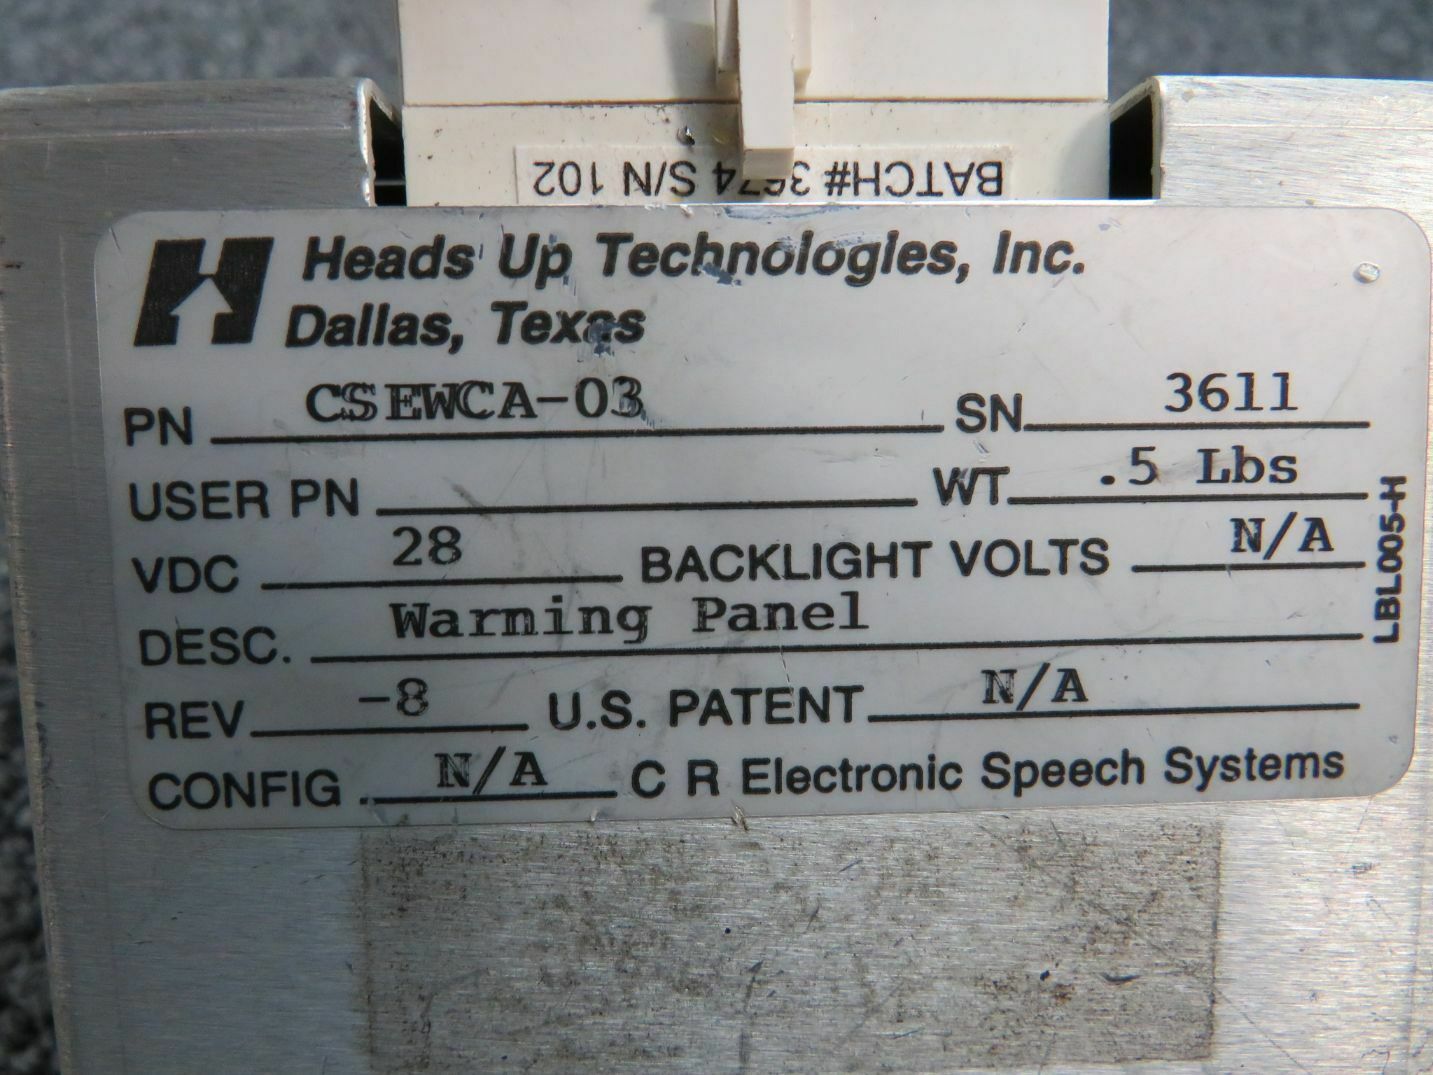 BATCH# 3674 S/N 102
Heads Up Technologies, Inc.
Dallas, Texas
PN CSEWCA-03 SN 3611
USER PN WT .5 Lbs
VDC 28 BACKLIGHT VOLTS N/A
DESC. Warning Panel
REV -8 U.S. PATENT N/A
CONFIG. N/A C R Electronic Speech Systems
LBL005-H